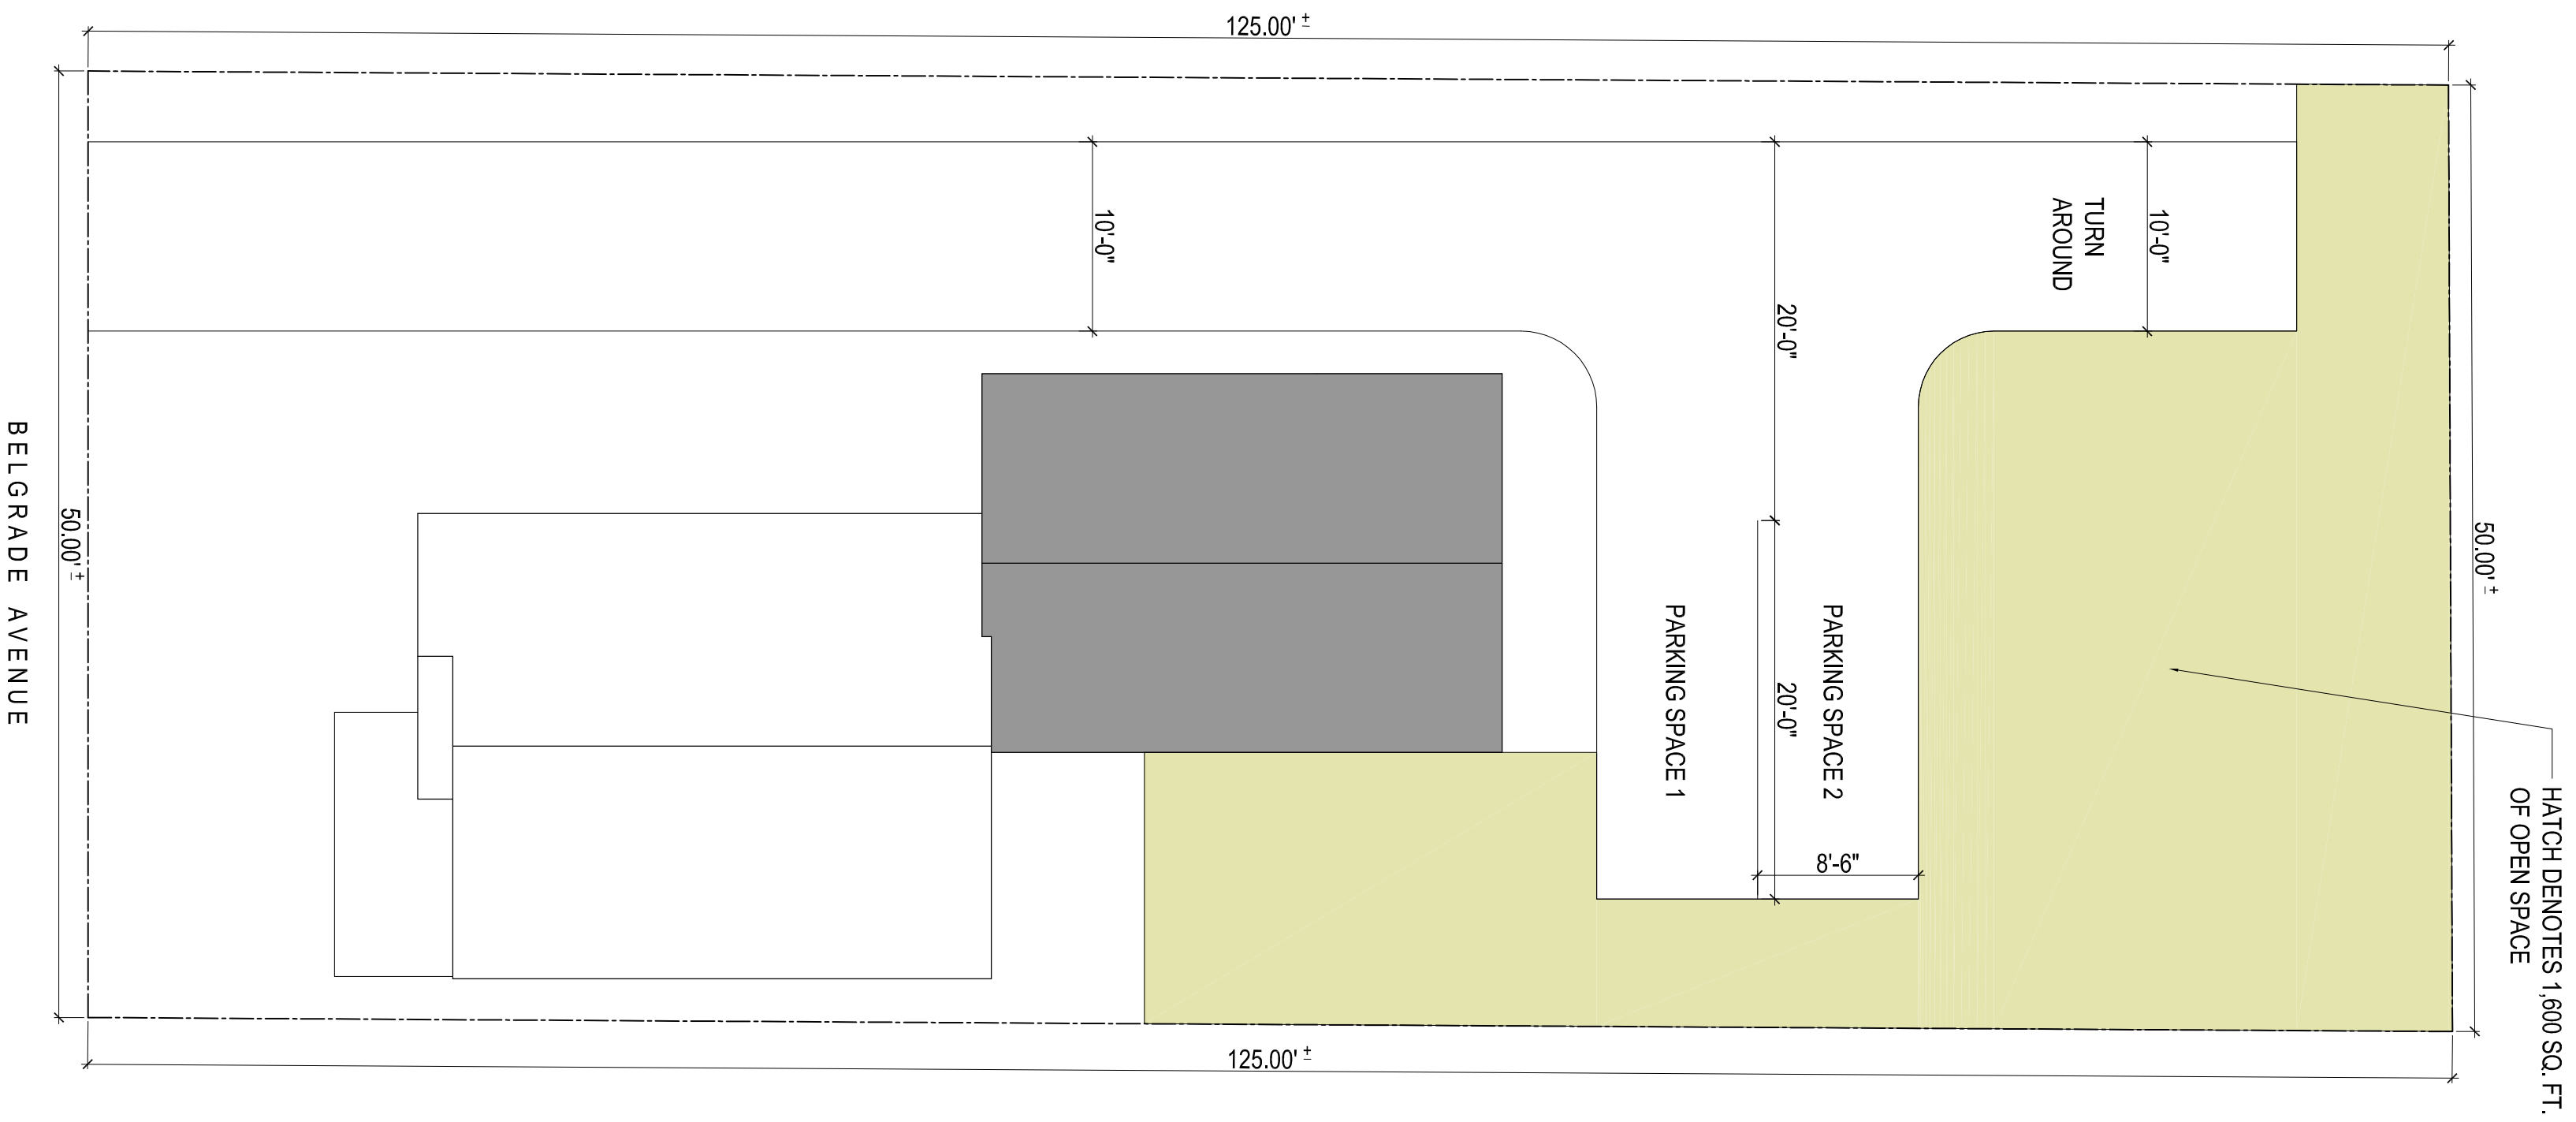 125.00' ±
10'-0"
10'-0"
TURN
AROUND
20'-0"
20'-0"
PARKING SPACE 1
PARKING SPACE 2
8'-6"
50.00' ±
BELGRADE AVENUE
50.00' ±
HATCH DENOTES 1,600 SQ. FT.
OF OPEN SPACE
125.00' ±